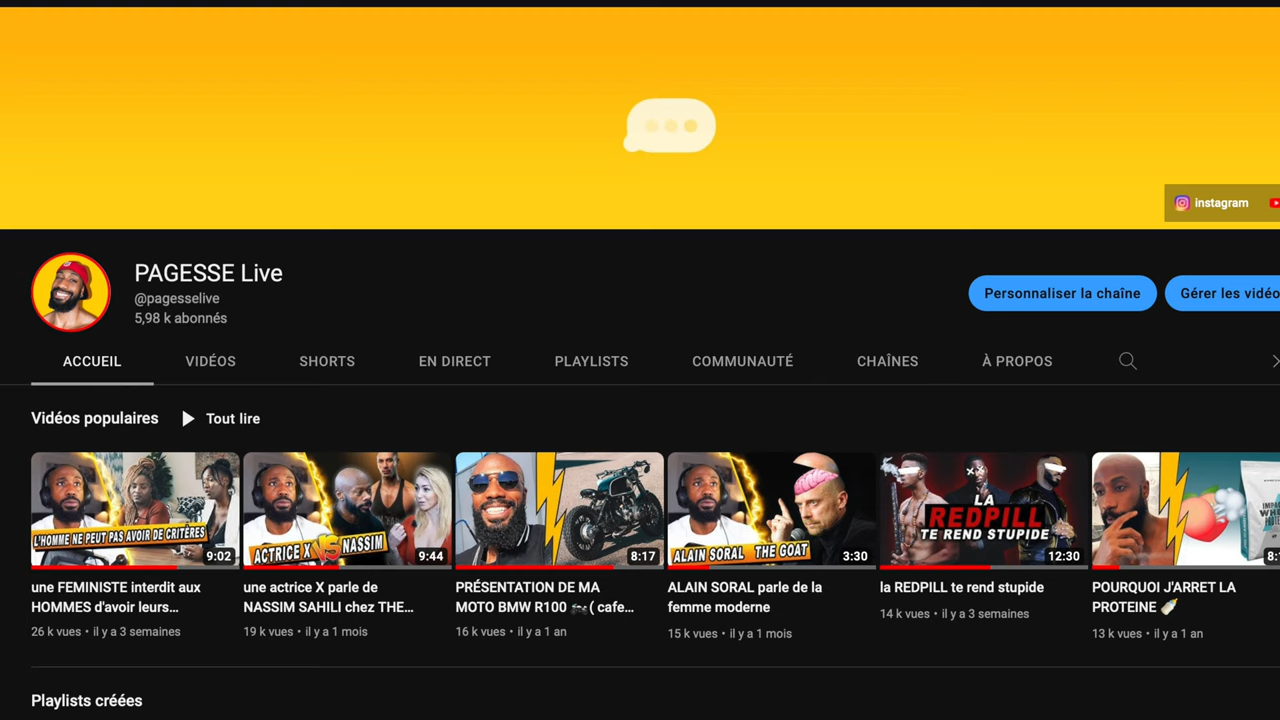 instagram
PAGESSE Live
@pagesselive
5,98 k abonnés
Personnaliser la chaîne
Gérer les vidéo
ACCUEIL
VIDÉOS
SHORTS
EN DIRECT
PLAYLISTS
COMMUNAUTÉ
CHAÎNES
À PROPOS
Vidéos populaires
Tout lire
L'HOMME NE PEUT PAS AVOIR DE CRITÈRES
9:02
ACTRICE X VS NASSIM
9:44
8:17
ALAIN SORAL THE GOAT
3:30
LA
REDPILL
TE REND STUPIDE
12:30
8:1
une FEMINISTE interdit aux
HOMMES d'avoir leurs...
26 k vues • il y a 3 semaines
une actrice X parle de
NASSIM SAHILI chez THE...
19 k vues • il y a 1 mois
PRÉSENTATION DE MA
MOTO BMW R100 🏍️ ( cafe...
16 k vues • il y a 1 an
ALAIN SORAL parle de la
femme moderne
15 k vues • il y a 1 mois
la REDPILL te rend stupide
14 k vues • il y a 3 semaines
POURQUOI J'ARRET LA
PROTEINE 🍼
13 k vues • il y a 1 an
Playlists créées